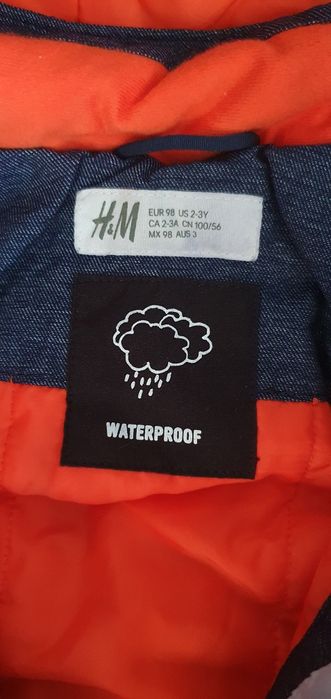 H&M
EUR 98 US 2-3Y
CA 2-3A CN 100/56
MX 98 AUS 3
WATERPROOF